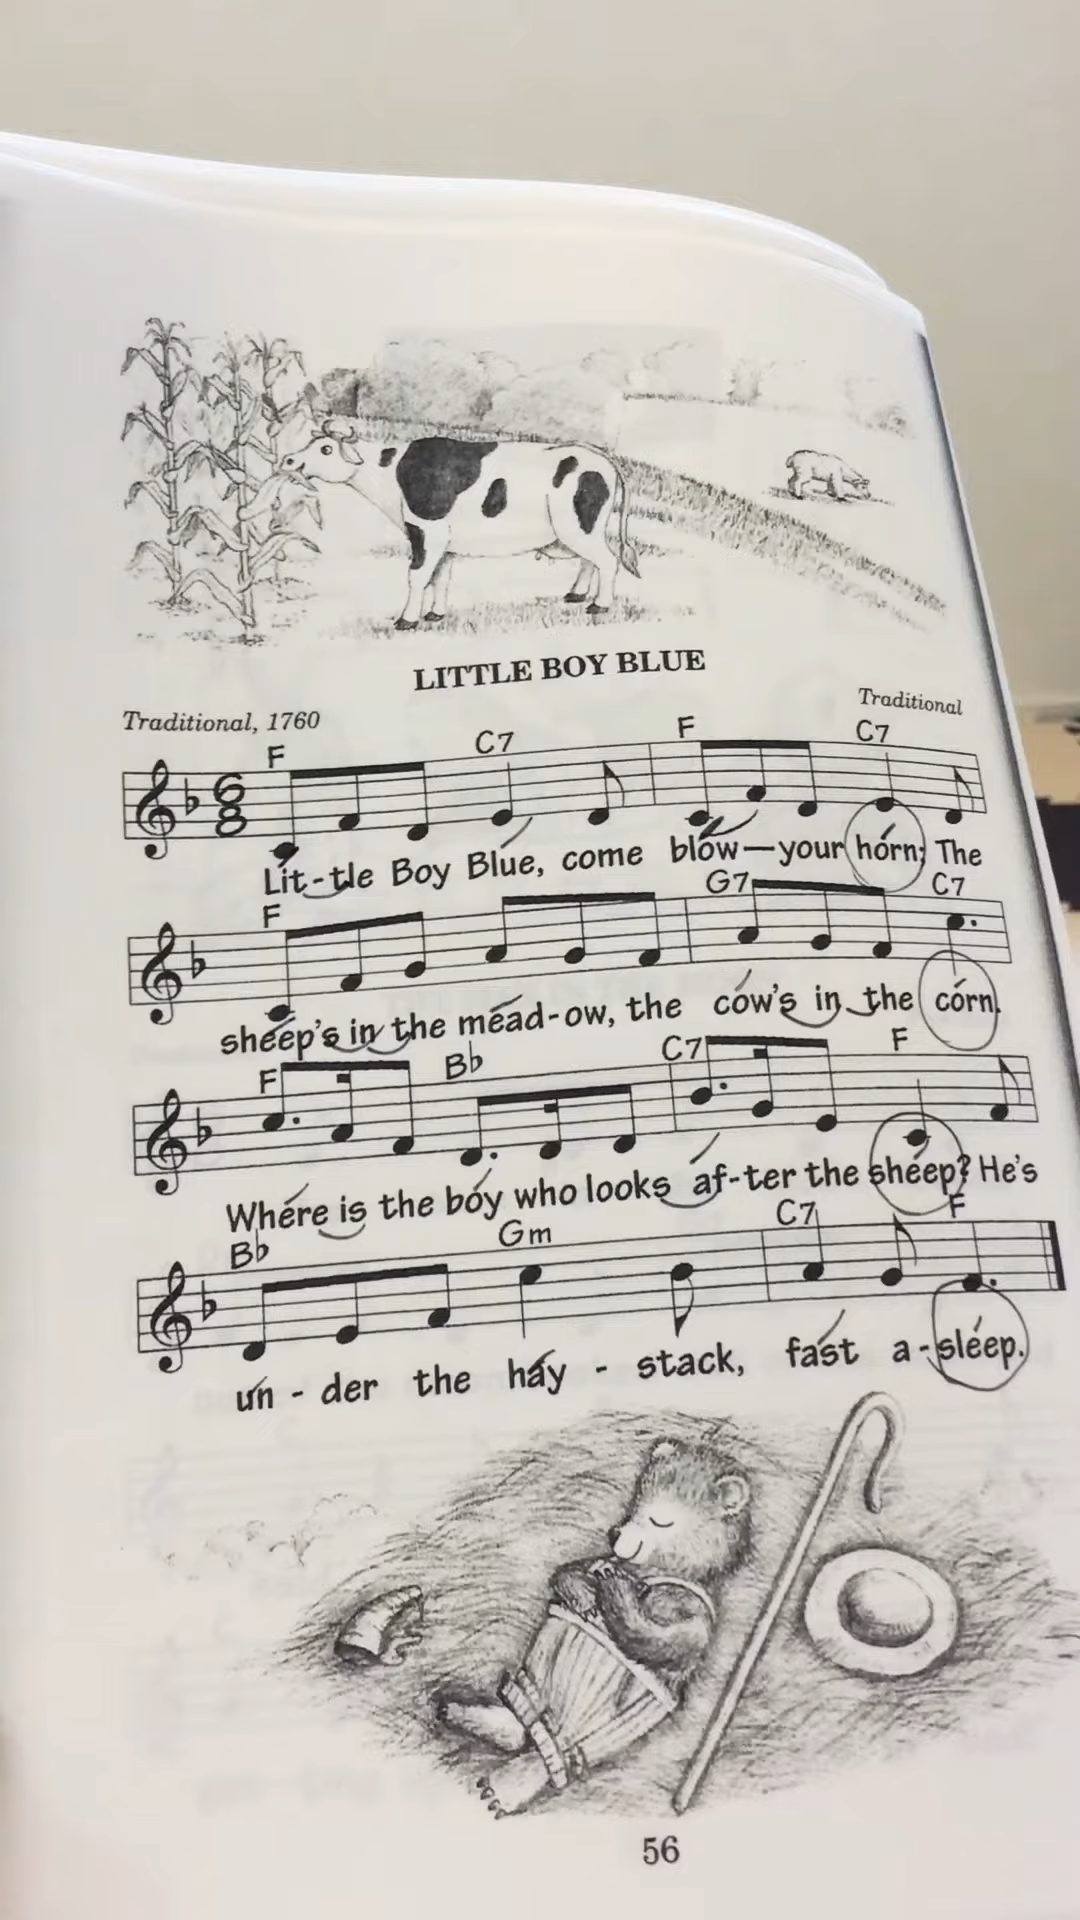 LITTLE BOY BLUE
Traditional, 1760
Traditional
F C7 F C7
Lit-tle Boy Blue, come blow—your horn; The
F G7 C7
sheep's in the mead-ow, the cow's in the corn.
F B♭ C7 F
Where is the boy who looks af-ter the sheep? He's
B♭ Gm C7 F
un - der the hay - stack, fast a-sleep.
56